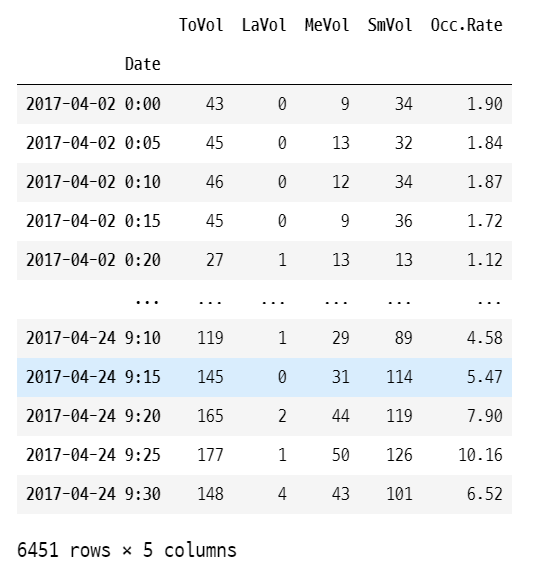 ToVol LaVol MeVol SmVol Occ.Rate
Date
2017-04-02 0:00 43 0 9 34 1.90
2017-04-02 0:05 45 0 13 32 1.84
2017-04-02 0:10 46 0 12 34 1.87
2017-04-02 0:15 45 0 9 36 1.72
2017-04-02 0:20 27 1 13 13 1.12
... ... ... ... ... ...
2017-04-24 9:10 119 1 29 89 4.58
2017-04-24 9:15 145 0 31 114 5.47
2017-04-24 9:20 165 2 44 119 7.90
2017-04-24 9:25 177 1 50 126 10.16
2017-04-24 9:30 148 4 43 101 6.52
6451 rows × 5 columns